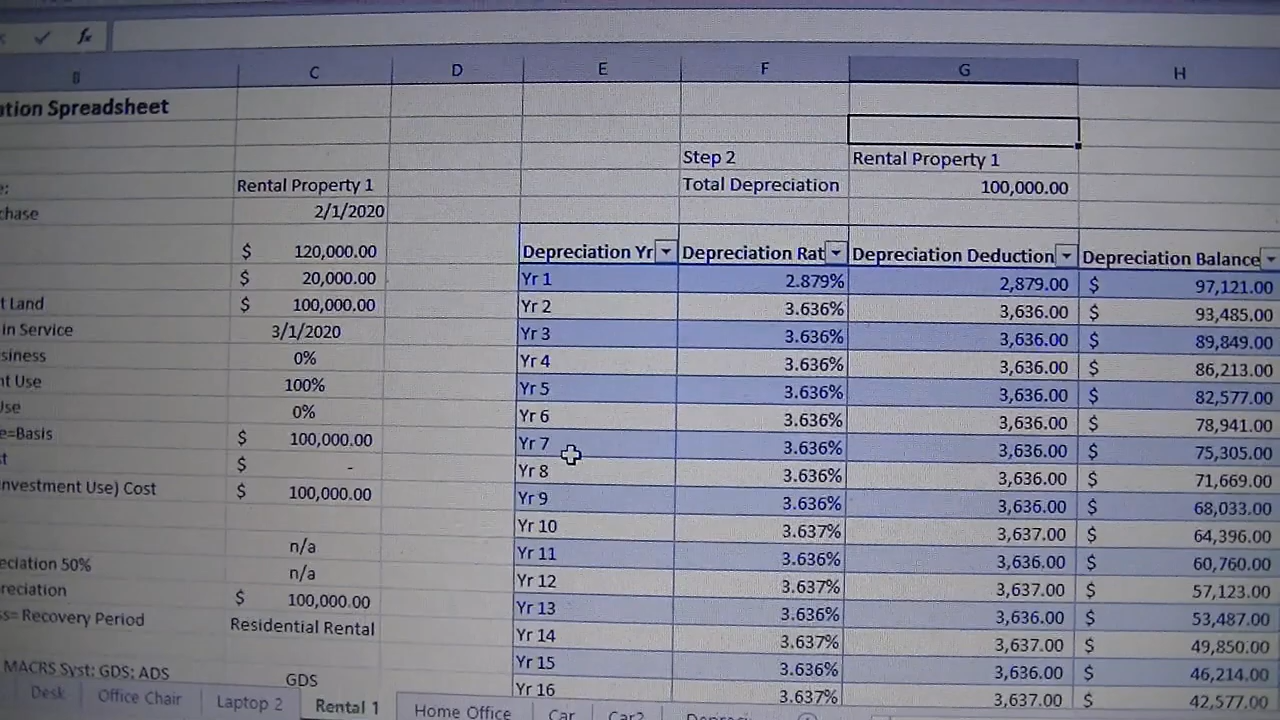 fx
B C D E F G H
ation Spreadsheet
Step 2 Rental Property 1
e: Rental Property 1 Total Depreciation 100,000.00
chase 2/1/2020
$ 120,000.00 Depreciation Yr Depreciation Rat Depreciation Deduction Depreciation Balance
$ 20,000.00 Yr 1 2.879% 2,879.00 $ 97,121.00
t Land $ 100,000.00 Yr 2 3.636% 3,636.00 $ 93,485.00
in Service 3/1/2020 Yr 3 3.636% 3,636.00 $ 89,849.00
siness 0% Yr 4 3.636% 3,636.00 $ 86,213.00
nt Use 100% Yr 5 3.636% 3,636.00 $ 82,577.00
Use 0% Yr 6 3.636% 3,636.00 $ 78,941.00
e=Basis $ 100,000.00 Yr 7 3.636% 3,636.00 $ 75,305.00
t $ - Yr 8 3.636% 3,636.00 $ 71,669.00
nvestment Use) Cost $ 100,000.00 Yr 9 3.636% 3,636.00 $ 68,033.00
Yr 10 3.637% 3,637.00 $ 64,396.00
n/a Yr 11 3.636% 3,636.00 $ 60,760.00
eciation 50% n/a Yr 12 3.637% 3,637.00 $ 57,123.00
reciation $ 100,000.00 Yr 13 3.636% 3,636.00 $ 53,487.00
s= Recovery Period Residential Rental Yr 14 3.637% 3,637.00 $ 49,850.00
Yr 15 3.636% 3,636.00 $ 46,214.00
MACRS Syst: GDS; ADS GDS Yr 16 3.637% 3,637.00 $ 42,577.00
Desk Office Chair Laptop 2 Rental 1 Home Office Car Car2